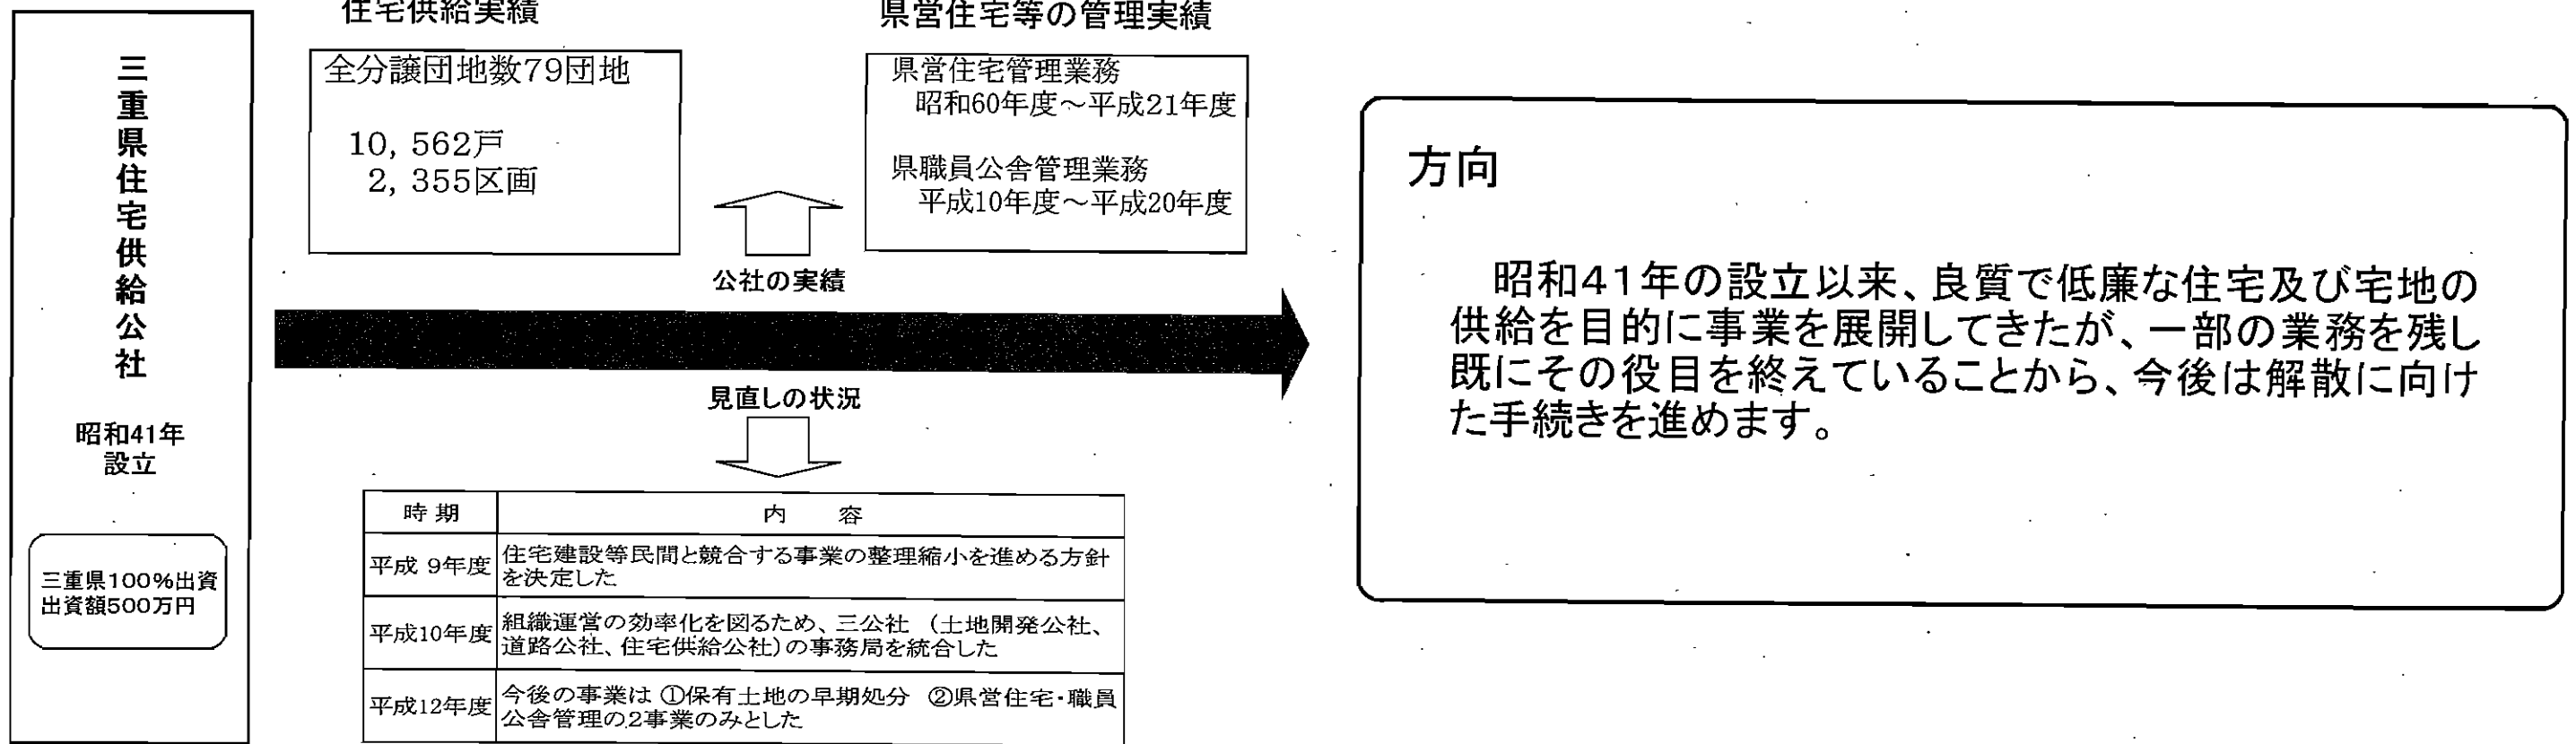 三重県住宅供給公社
昭和41年
設立
三重県100%出資
出資額500万円
住宅供給実績
全分譲団地数79団地
10, 562戸
2, 355区画
県営住宅等の管理実績
県営住宅管理業務
昭和60年度～平成21年度
県職員公舎管理業務
平成10年度～平成20年度
公社の実績
見直しの状況
時 期 内 容
平成 9年度 住宅建設等民間と競合する事業の整理縮小を進める方針
を決定した
平成10年度 組織運営の効率化を図るため、三公社 （土地開発公社、
道路公社、住宅供給公社）の事務局を統合した
平成12年度 今後の事業は ①保有土地の早期処分 ②県営住宅・職員
公舎管理の2事業のみとした
方向
昭和41年の設立以来、良質で低廉な住宅及び宅地の
供給を目的に事業を展開してきたが、一部の業務を残し
既にその役目を終えていることから、今後は解散に向け
た手続きを進めます。